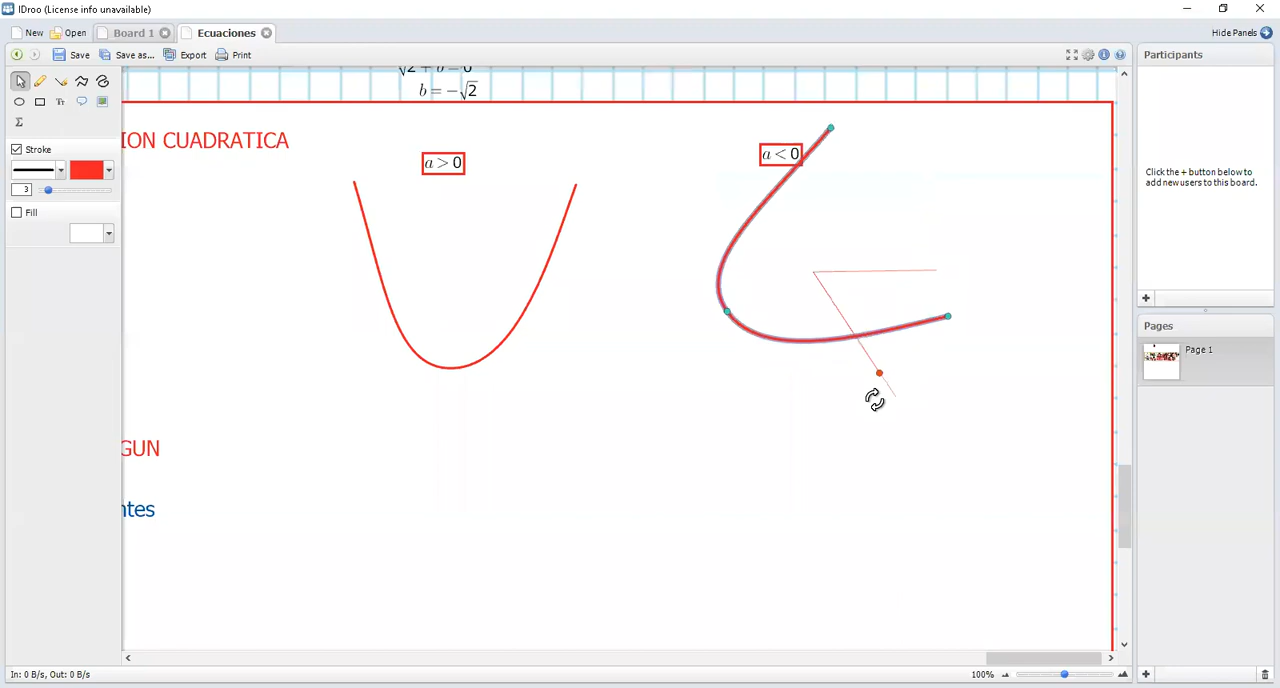 IDroo (License info unavailable)
New Open Board 1 Ecuaciones Hide Panels
Save Save as... Export Print
Participants
b = −√2
Tr
Σ
Stroke
ION CUADRATICA
a > 0
a < 0
3
Click the + button below to
add new users to this board.
Fill
Pages
Page 1
GUN
ntes
In: 0 B/s, Out: 0 B/s
100%